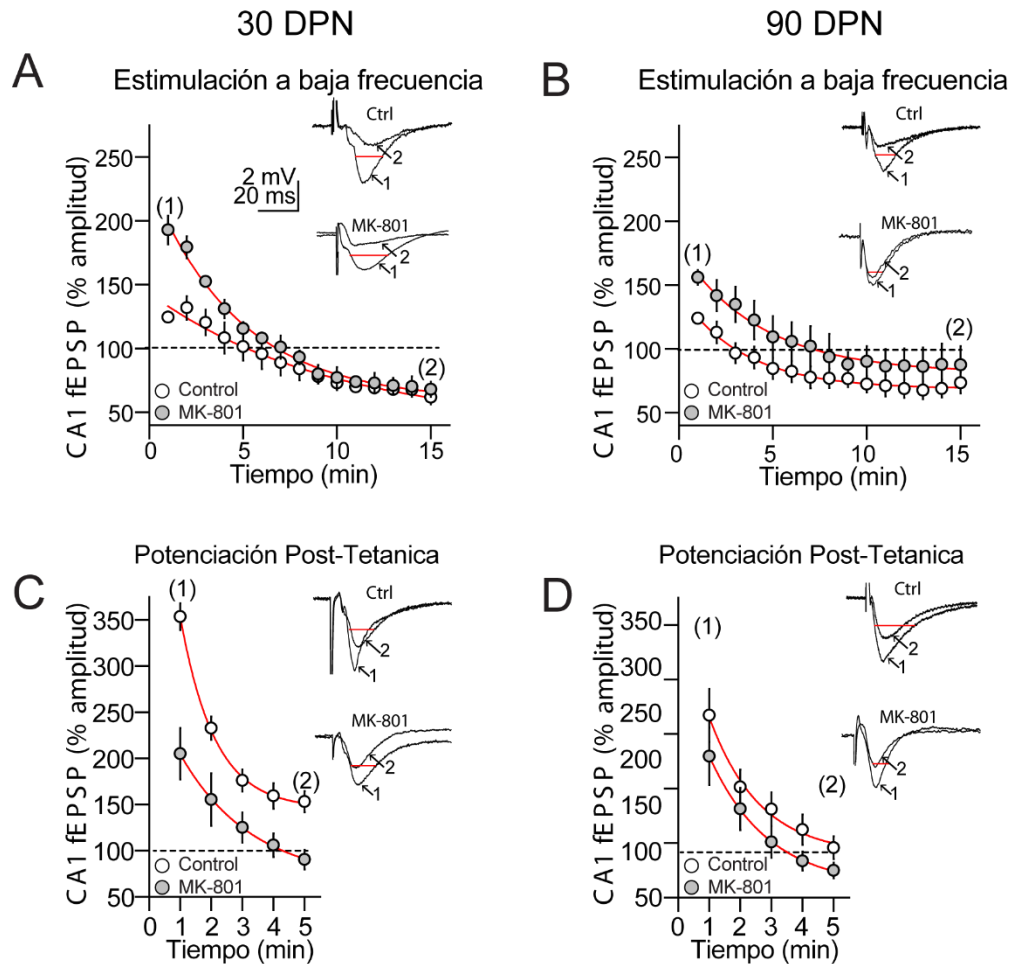 30 DPN
90 DPN
A
Estimulación a baja frecuencia
Ctrl
2
1
2 mV
20 ms
MK-801
2
1
(1)
(2)
CA1 fEPSP (% amplitud)
250
200
150
100
50
Control
MK-801
0 5 10 15
Tiempo (min)
B
Estimulación a baja frecuencia
Ctrl
2
1
MK-801
2
1
(1)
(2)
CA1 fEPSP (% amplitud)
250
200
150
100
50
Control
MK-801
0 5 10 15
Tiempo (min)
C
Potenciación Post-Tetanica
Ctrl
2
1
MK-801
2
1
(1)
(2)
CA1 fEPSP (% amplitud)
350
300
250
200
150
100
50
Control
MK-801
0 1 2 3 4 5
Tiempo (min)
D
Potenciación Post-Tetanica
Ctrl
2
1
MK-801
2
1
(1)
(2)
CA1 fEPSP (% amplitud)
350
300
250
200
150
100
50
Control
MK-801
0 1 2 3 4 5
Tiempo (min)